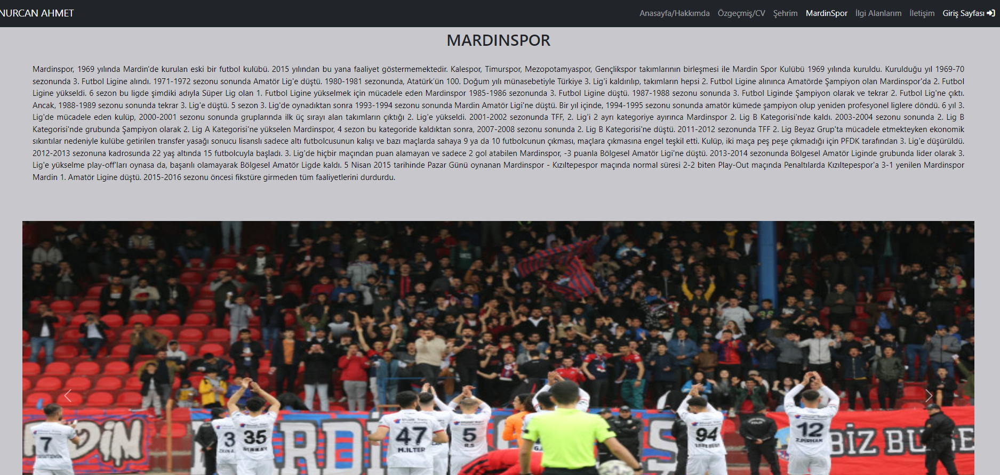 NURCAN AHMET
Anasayfa/Hakkımda Özgeçmiş/CV Şehrim MardinSpor İlgi Alanlarım İletişim Giriş Sayfası
MARDINSPOR
Mardinspor, 1969 yılında Mardin'de kurulan eski bir futbol kulübü. 2015 yılından bu yana faaliyet göstermemektedir. Kalespor, Timurspor, Mezopotamyaspor, Gençlikspor takımlarının birleşmesi ile Mardin Spor Kulübü 1969 yılında kuruldu. Kurulduğu yıl 1969-70
sezonunda 3. Futbol Ligine alındı. 1971-1972 sezonu sonunda Amatör Lig'e düştü. 1980-1981 sezonunda, Atatürk'ün 100. Doğum yılı münasebetiyle Türkiye 3. Lig'i kaldırılıp, takımların hepsi 2. Futbol Ligine alınınca Amatörde Şampiyon olan Mardinspor'da 2. Futbol
Ligine yükseldi. 6 sezon bu ligde şimdiki adıyla Süper Lig olan 1. Futbol Ligine yükselmek için mücadele eden Mardinspor 1985-1986 sezonunda 3. Futbol Ligine düştü. 1987-1988 sezonu sonunda 3. Futbol Liginde Şampiyon olarak ve tekrar 2. Futbol Lig'ne çıktı.
Ancak, 1988-1989 sezonu sonunda tekrar 3. Lig'e düştü. 5 sezon 3. Lig'de oynadıktan sonra 1993-1994 sezonu sonunda Mardin Amatör Ligi'ne düştü. Bir yıl içinde, 1994-1995 sezonu sonunda amatör kümede şampiyon olup yeniden profesyonel liglere döndü. 6 yıl 3.
Lig'de mücadele eden kulüp, 2000-2001 sezonu sonunda gruplarında ilk üç sırayı alan takımların çıktığı 2. Lig'e yükseldi. 2001-2002 sezonunda TFF, 2. Lig'i 2 ayrı kategoriye ayırınca Mardinspor 2. Lig B Kategorisi'nde kaldı. 2003-2004 sezonu sonunda 2. Lig B
Kategorisi'nde grubunda Şampiyon olarak 2. Lig A Kategorisi'ne yükselen Mardinspor, 4 sezon bu kategoride kaldıktan sonra, 2007-2008 sezonu sonunda 2. Lig B Kategorisi'ne düştü. 2011-2012 sezonunda TFF 2. Lig Beyaz Grup'ta mücadele etmekteyken ekonomik
sıkıntılar nedeniyle kulübe getirilen transfer yasağı sonucu lisanslı sadece altı futbolcusunun kalışı ve bazı maçlarda sahaya 9 ya da 10 futbolcunun çıkması, maçlara çıkmasına engel teşkil etti. Kulüp, iki maça peş peşe çıkmadığı için PFDK tarafından 3. Lig'e düşürüldü.
2012-2013 sezonuna kadrosunda 22 yaş altında 15 futbolcuyla başladı. 3. Lig'de hiçbir maçından puan alamayan ve sadece 2 gol atabilen Mardinspor, -3 puanla Bölgesel Amatör Ligi'ne düştü. 2013-2014 sezonunda Bölgesel Amatör Liginde grubunda lider olarak 3.
Lig'e yükselme play-off'ları oynasa da, başarılı olamayarak Bölgesel Amatör Ligde kaldı. 5 Nisan 2015 tarihinde Pazar Günü oynanan Mardinspor - Kızıltepespor maçında normal süresi 2-2 biten Play-Out maçında Penaltılarda Kızıltepespor'a 3-1 yenilen Mardinspor
Mardin 1. Amatör Ligine düştü. 2015-2016 sezonu öncesi fikstüre girmeden tüm faaliyetlerini durdurdu.
7
3
35
47
M.ILTER
5
R.S
94
12
Z.PIRHAN
BİZ
POLİS